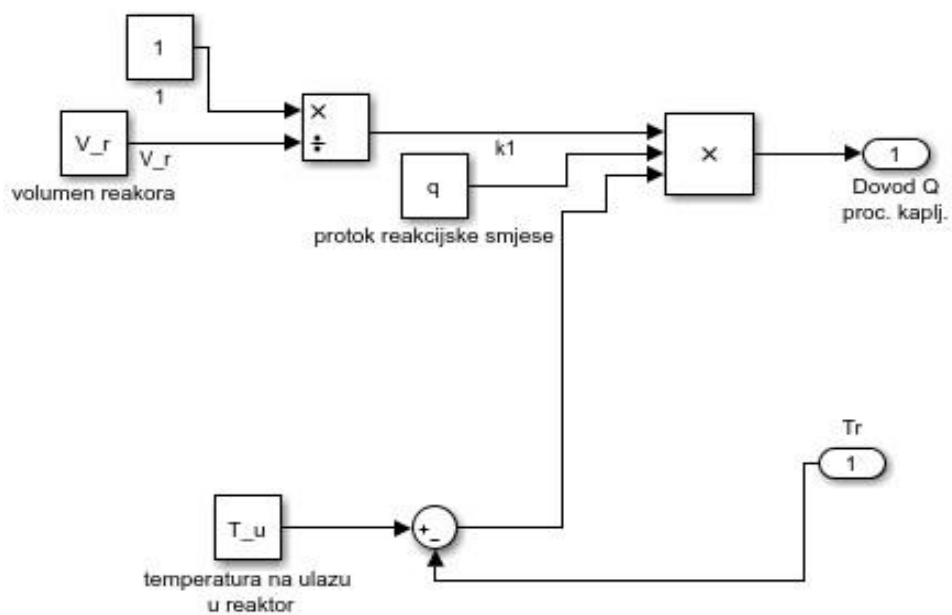 1
1
×
÷
V_r
V_r
volumen reakora
k1
q
protok reakcijske smjese
×
1
Dovod Q
proc. kaplj.
Tr
1
T_u
+
-
temperatura na ulazu
u reaktor